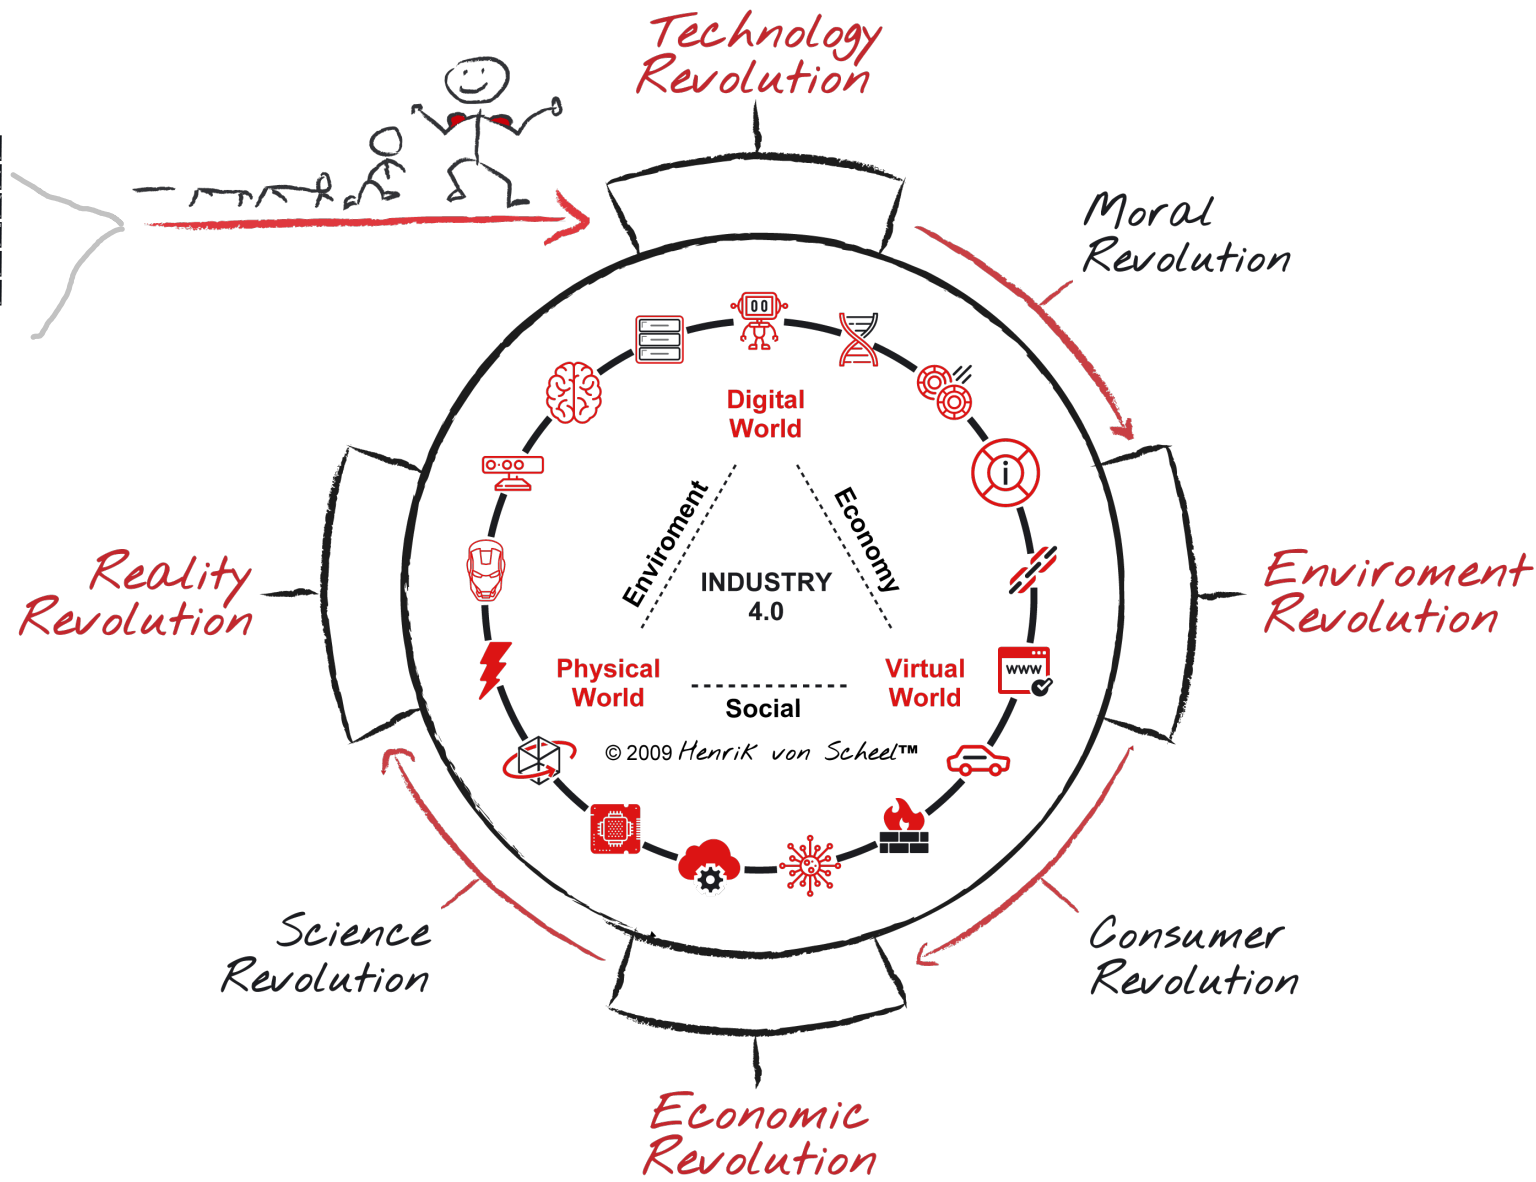 Technology
Revolution
Moral
Revolution
Digital
World
i
Enviroment
Economy
INDUSTRY
4.0
Reality
Revolution
Enviroment
Revolution
www
Physical
World
Virtual
World
Social
© 2009 Henrik von Scheel™
Science
Revolution
Consumer
Revolution
Economic
Revolution